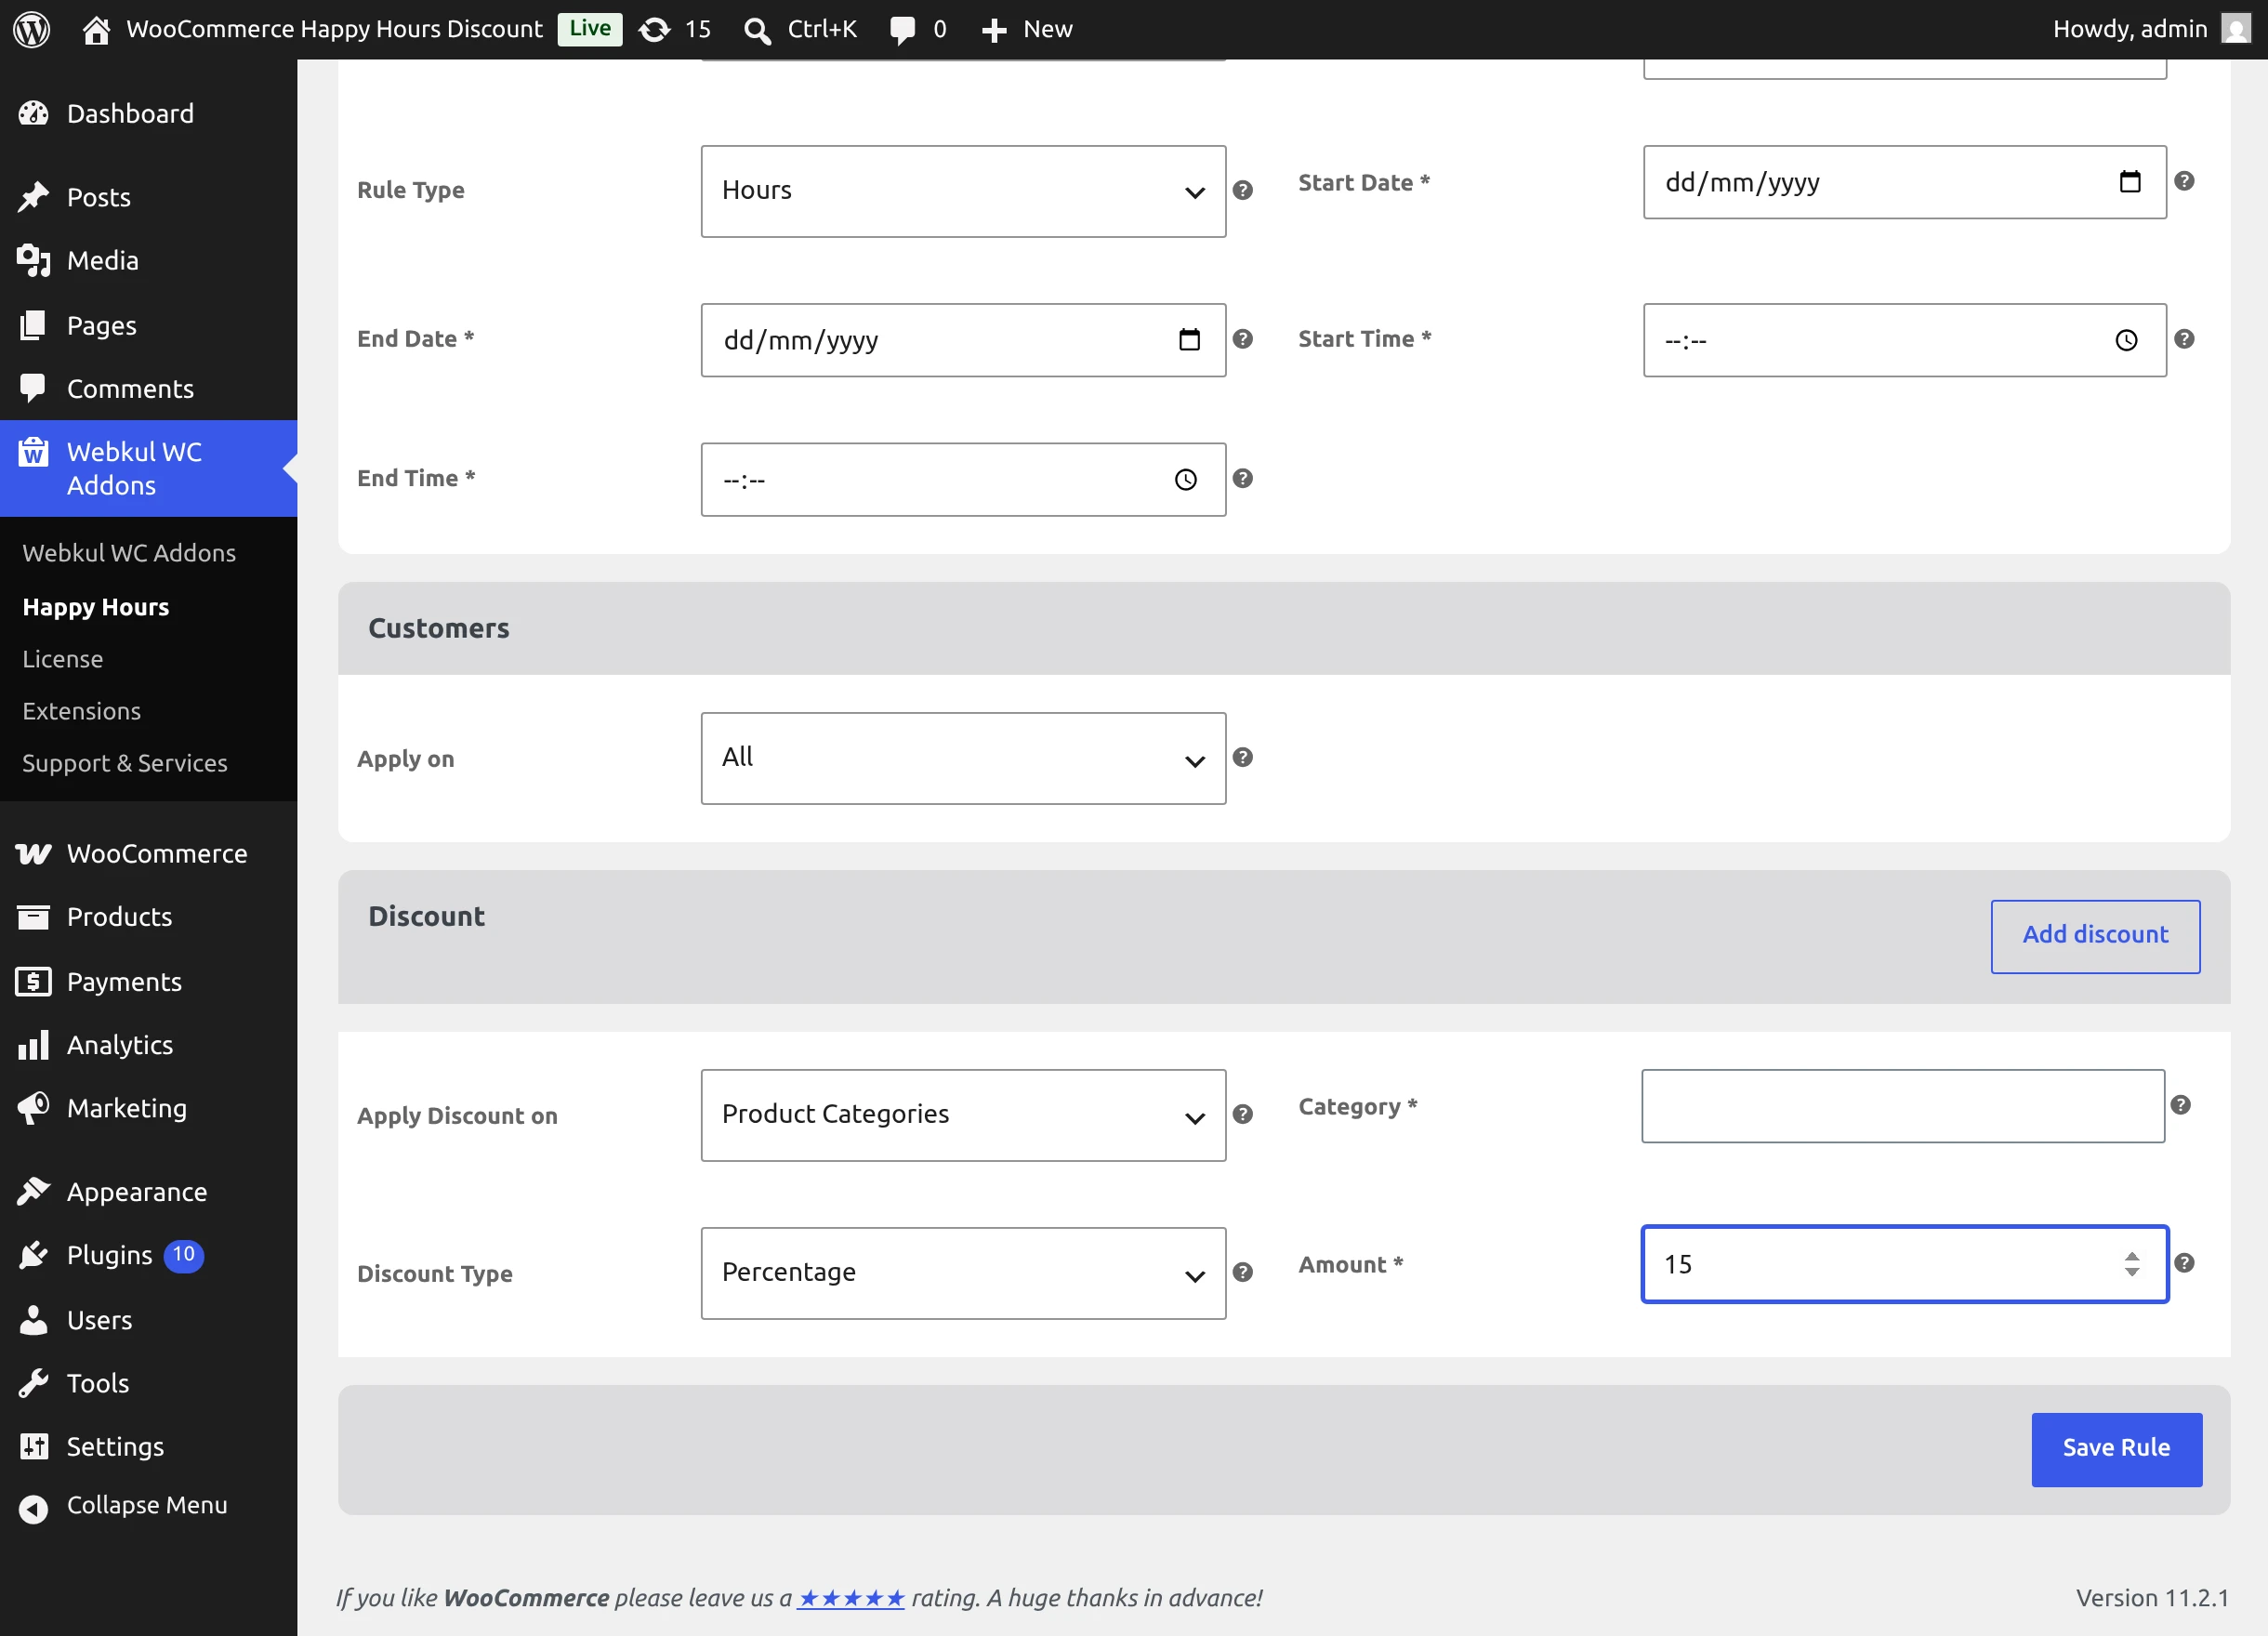 WooCommerce Happy Hours Discount Live 15 Ctrl+K 0 New Howdy, admin
Dashboard
Posts
Media
Pages
Comments
Webkul WC
Addons
Webkul WC Addons
Happy Hours
License
Extensions
Support & Services
WooCommerce
Products
Payments
Analytics
Marketing
Appearance
Plugins 10
Users
Tools
Settings
Collapse Menu
Rule Type Hours Start Date * dd/mm/yyyy
End Date * dd/mm/yyyy Start Time * --:--
End Time * --:--
Customers
Apply on All
Discount Add discount
Apply Discount on Product Categories Category *
Discount Type Percentage Amount * 15
Save Rule
If you like WooCommerce please leave us a ★★★★★ rating. A huge thanks in advance! Version 11.2.1